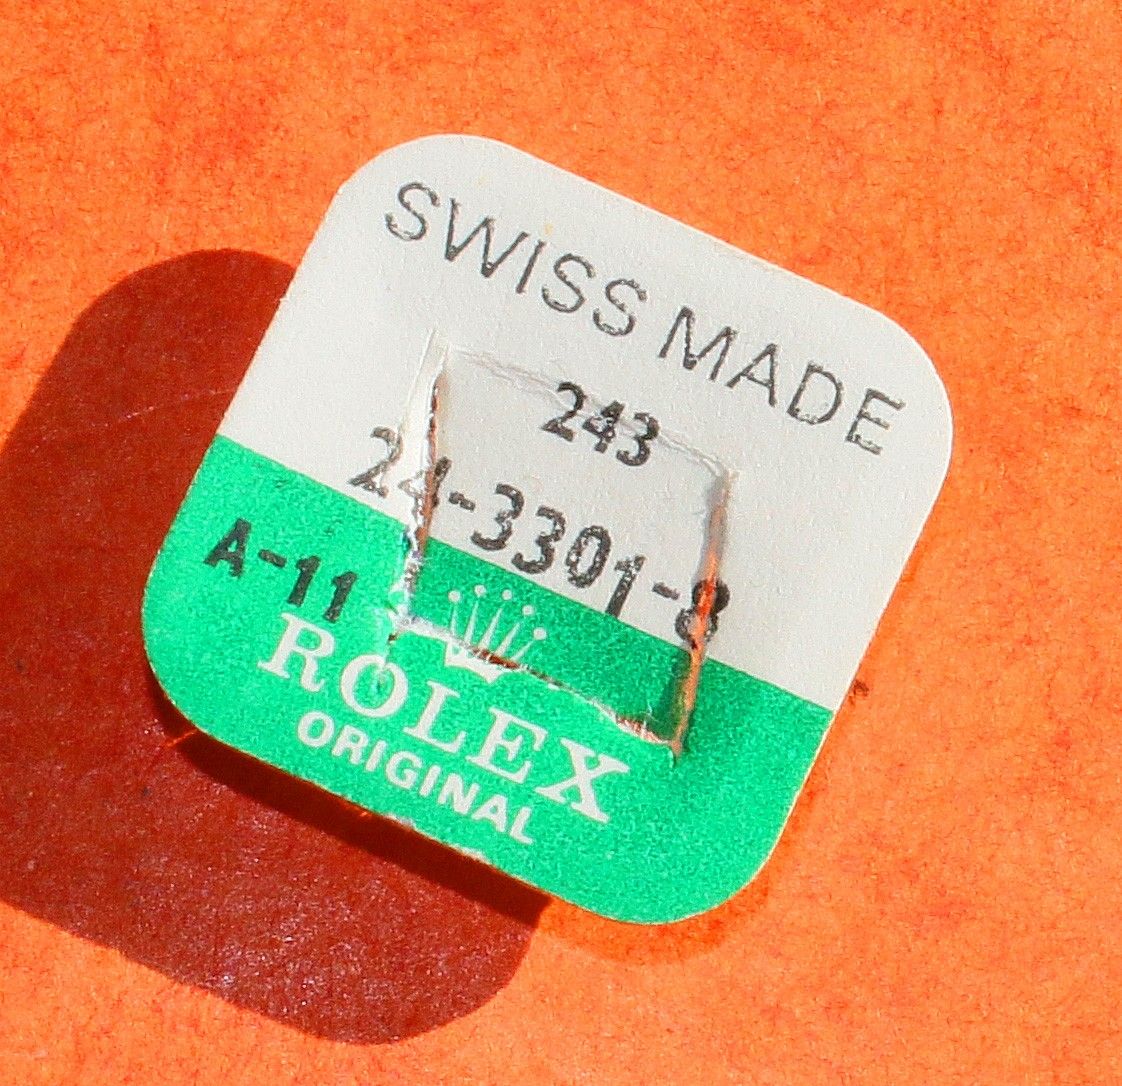 SWISS MADE
243
24-3301-8
A-11
ROLEX
ORIGINAL